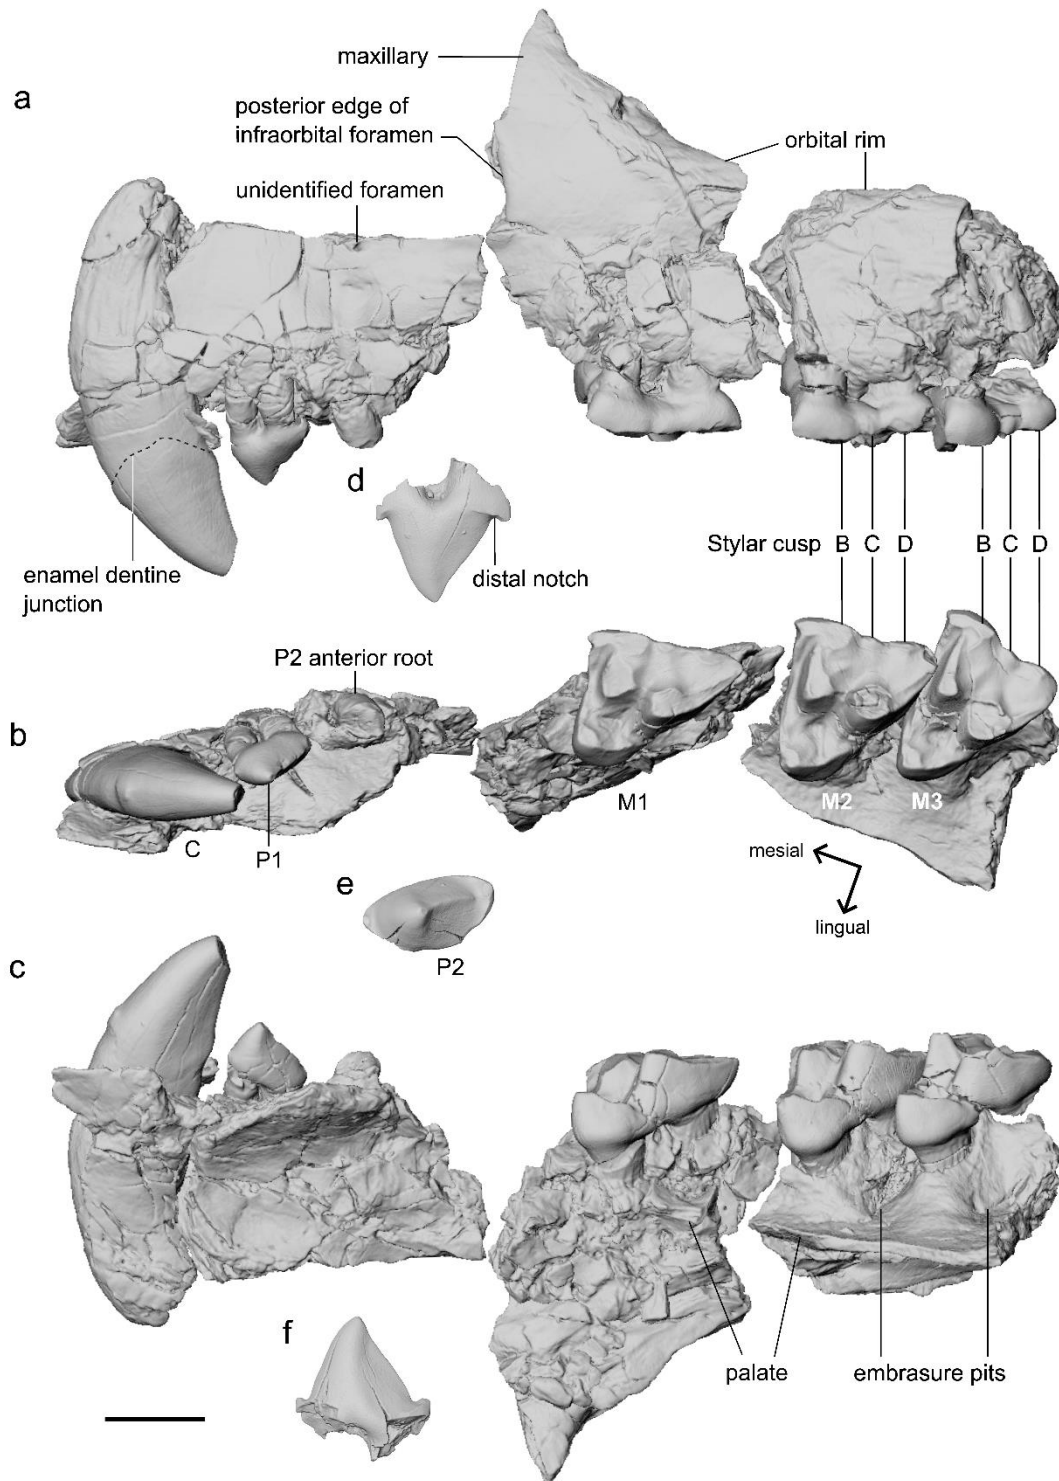 maxillary
a
posterior edge of
infraorbital foramen
orbital rim
unidentified foramen
d
Stylar cusp B C D B C D
enamel dentine
junction
distal notch
P2 anterior root
b
M1
M2 M3
C
P1
mesial
lingual
e
P2
c
f
palate
embrasure pits